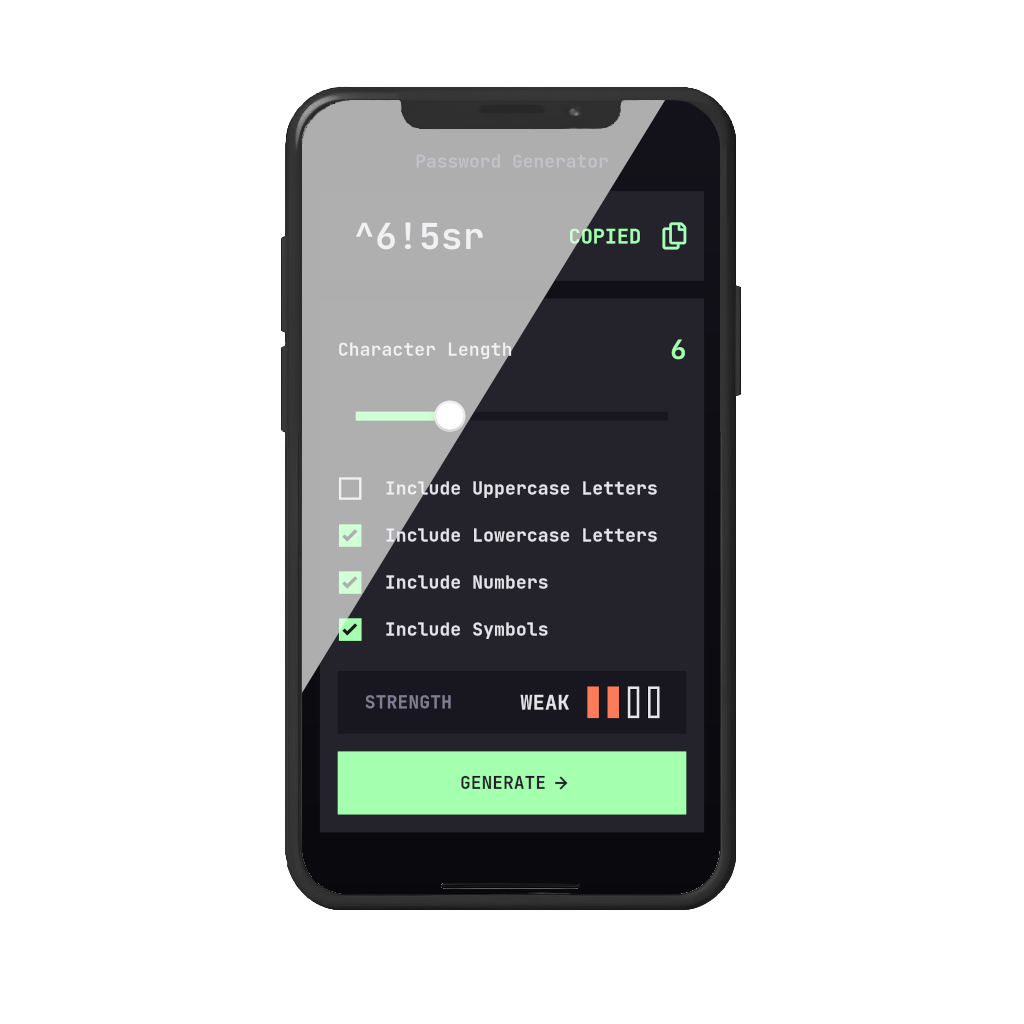 Password Generator
^6!5sr COPIED
Character Length 6
Include Uppercase Letters
Include Lowercase Letters
Include Numbers
Include Symbols
STRENGTH WEAK
GENERATE →